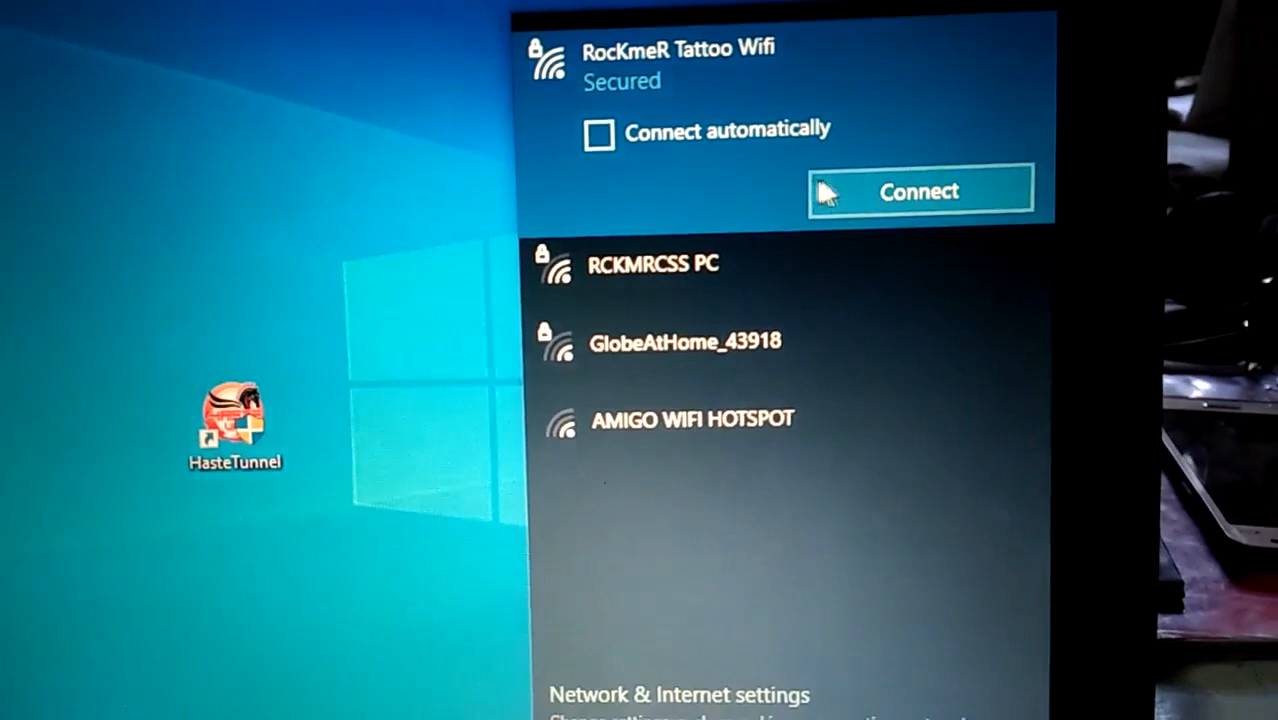 RocKmeR Tattoo Wifi
Secured
Connect automatically
Connect
RCKMRCSS PC
GlobeAtHome_43918
AMIGO WIFI HOTSPOT
HasteTunnel
Network & Internet settings